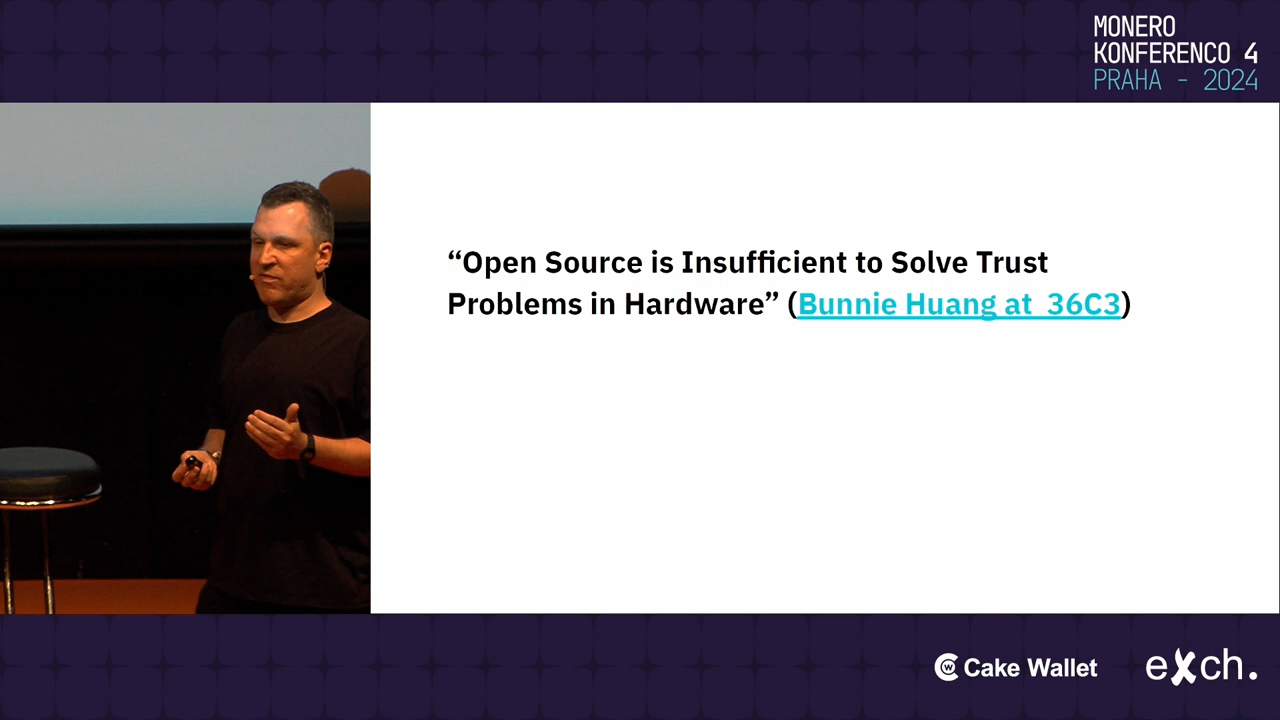 MONERO
KONFERENCO 4
PRAHA - 2024
“Open Source is Insufficient to Solve Trust
Problems in Hardware” (Bunnie Huang at 36C3)
Cake Wallet
exch.